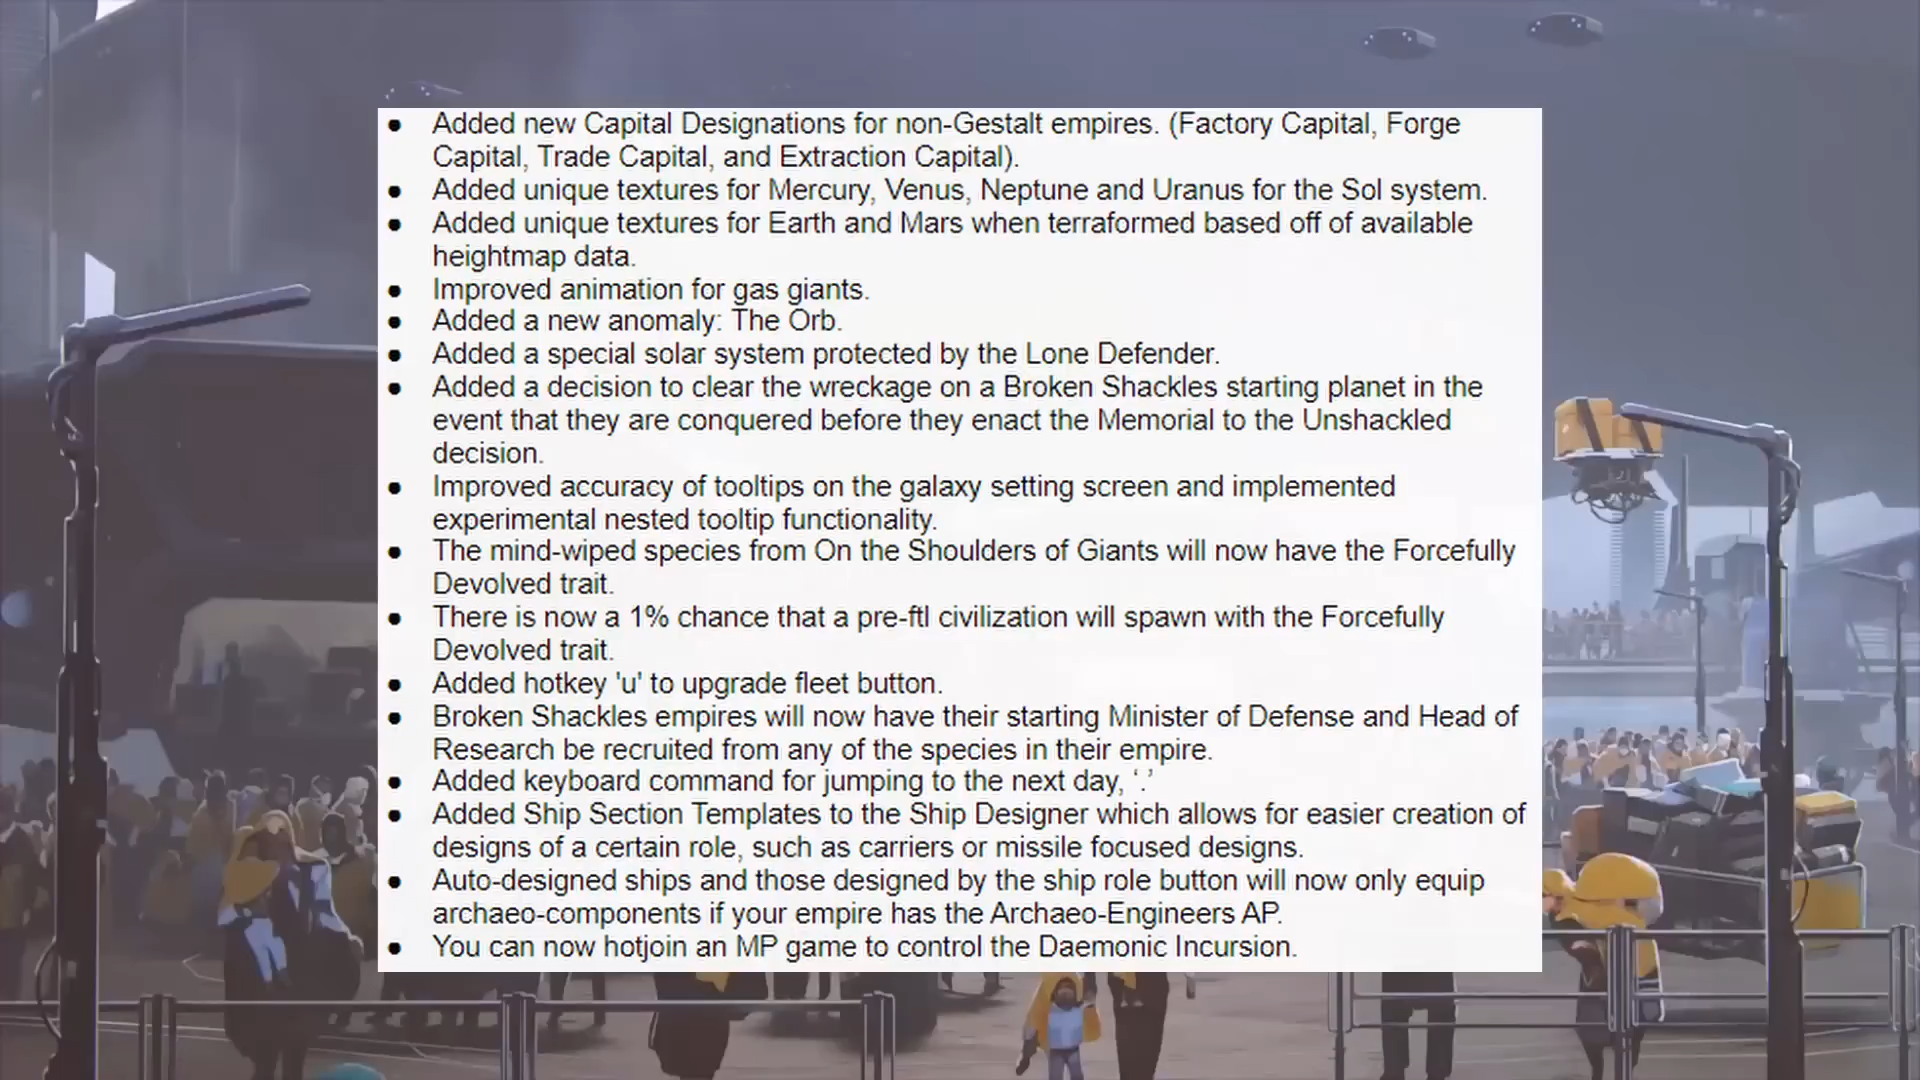 ● Added new Capital Designations for non-Gestalt empires. (Factory Capital, Forge
Capital, Trade Capital, and Extraction Capital).
● Added unique textures for Mercury, Venus, Neptune and Uranus for the Sol system.
● Added unique textures for Earth and Mars when terraformed based off of available
heightmap data.
● Improved animation for gas giants.
● Added a new anomaly: The Orb.
● Added a special solar system protected by the Lone Defender.
● Added a decision to clear the wreckage on a Broken Shackles starting planet in the
event that they are conquered before they enact the Memorial to the Unshackled
decision.
● Improved accuracy of tooltips on the galaxy setting screen and implemented
experimental nested tooltip functionality.
● The mind-wiped species from On the Shoulders of Giants will now have the Forcefully
Devolved trait.
● There is now a 1% chance that a pre-ftl civilization will spawn with the Forcefully
Devolved trait.
● Added hotkey 'u' to upgrade fleet button.
● Broken Shackles empires will now have their starting Minister of Defense and Head of
Research be recruited from any of the species in their empire.
● Added keyboard command for jumping to the next day, ‘.’
● Added Ship Section Templates to the Ship Designer which allows for easier creation of
designs of a certain role, such as carriers or missile focused designs.
● Auto-designed ships and those designed by the ship role button will now only equip
archaeo-components if your empire has the Archaeo-Engineers AP.
● You can now hotjoin an MP game to control the Daemonic Incursion.